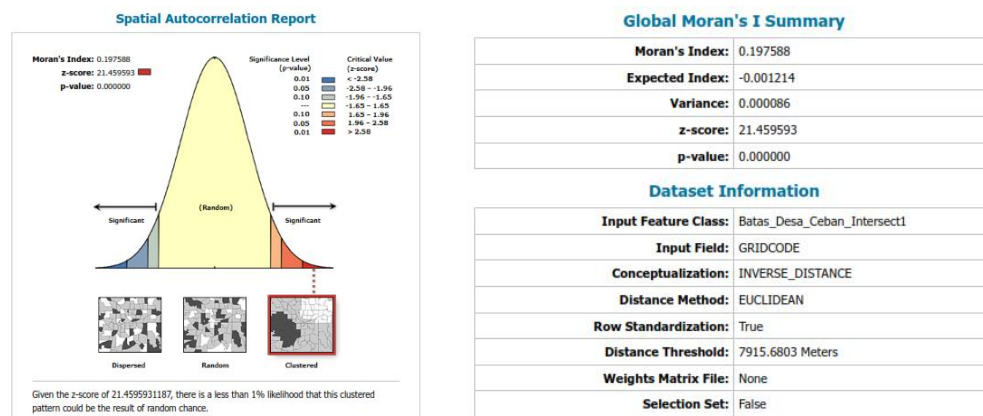 Spatial Autocorrelation Report
Moran's Index: 0.197588
z-score: 21.459593
p-value: 0.000000
Significance Level (p-value)
Critical Value (z-score)
0.01 < -2.58
0.05 -2.58 - -1.96
0.10 -1.96 - -1.65
--- -1.65 - 1.65
0.10 1.65 - 1.96
0.05 1.96 - 2.58
0.01 > 2.58
Significant
(Random)
Significant
Dispersed
Random
Clustered
Given the z-score of 21.4595931187, there is a less than 1% likelihood that this clustered
pattern could be the result of random chance.
Global Moran's I Summary
Moran's Index: 0.197588
Expected Index: -0.001214
Variance: 0.000086
z-score: 21.459593
p-value: 0.000000
Dataset Information
Input Feature Class: Batas_Desa_Ceban_Intersect1
Input Field: GRIDCODE
Conceptualization: INVERSE_DISTANCE
Distance Method: EUCLIDEAN
Row Standardization: True
Distance Threshold: 7915.6803 Meters
Weights Matrix File: None
Selection Set: False